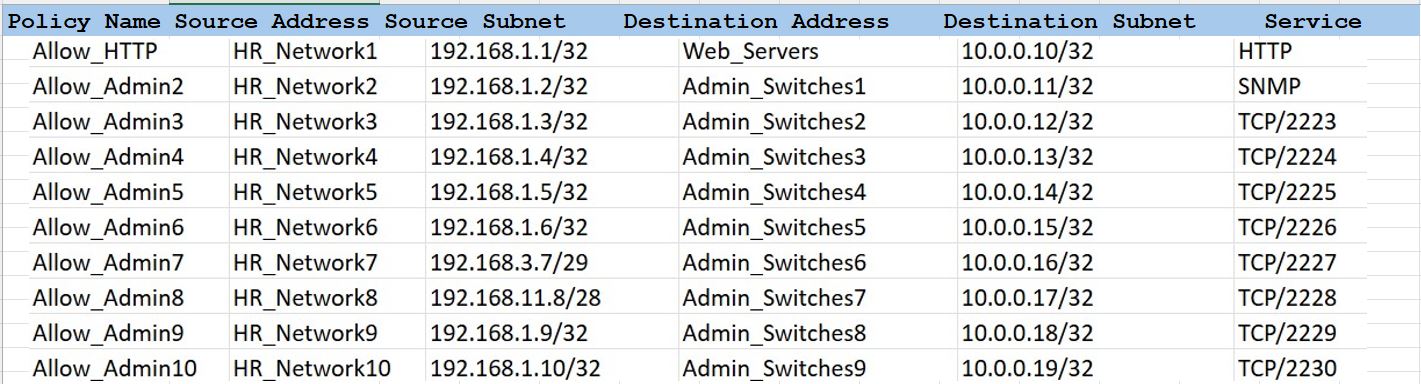 Policy Name Source Address Source Subnet Destination Address Destination Subnet Service
Allow_HTTP HR_Network1 192.168.1.1/32 Web_Servers 10.0.0.10/32 HTTP
Allow_Admin2 HR_Network2 192.168.1.2/32 Admin_Switches1 10.0.0.11/32 SNMP
Allow_Admin3 HR_Network3 192.168.1.3/32 Admin_Switches2 10.0.0.12/32 TCP/2223
Allow_Admin4 HR_Network4 192.168.1.4/32 Admin_Switches3 10.0.0.13/32 TCP/2224
Allow_Admin5 HR_Network5 192.168.1.5/32 Admin_Switches4 10.0.0.14/32 TCP/2225
Allow_Admin6 HR_Network6 192.168.1.6/32 Admin_Switches5 10.0.0.15/32 TCP/2226
Allow_Admin7 HR_Network7 192.168.3.7/29 Admin_Switches6 10.0.0.16/32 TCP/2227
Allow_Admin8 HR_Network8 192.168.11.8/28 Admin_Switches7 10.0.0.17/32 TCP/2228
Allow_Admin9 HR_Network9 192.168.1.9/32 Admin_Switches8 10.0.0.18/32 TCP/2229
Allow_Admin10 HR_Network10 192.168.1.10/32 Admin_Switches9 10.0.0.19/32 TCP/2230